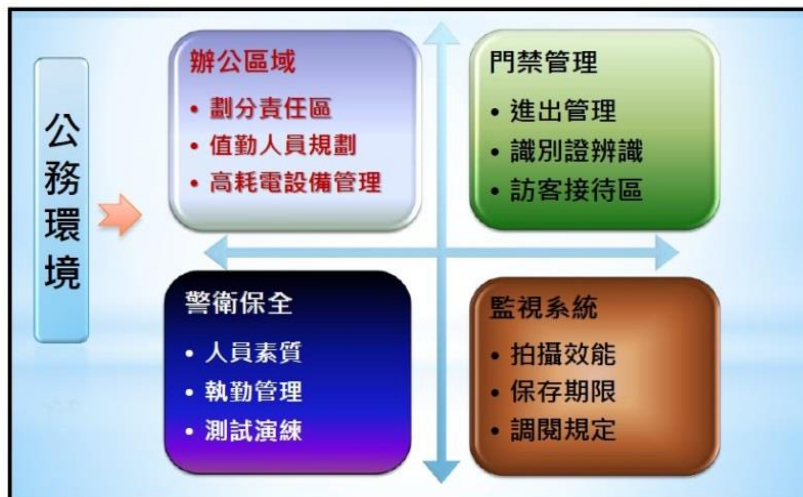 公務環境
辦公區域
• 劃分責任區
• 值勤人員規劃
• 高耗電設備管理
門禁管理
• 進出管理
• 識別證辨識
• 訪客接待區
警衛保全
• 人員素質
• 執勤管理
• 測試演練
監視系統
• 拍攝效能
• 保存期限
• 調閱規定